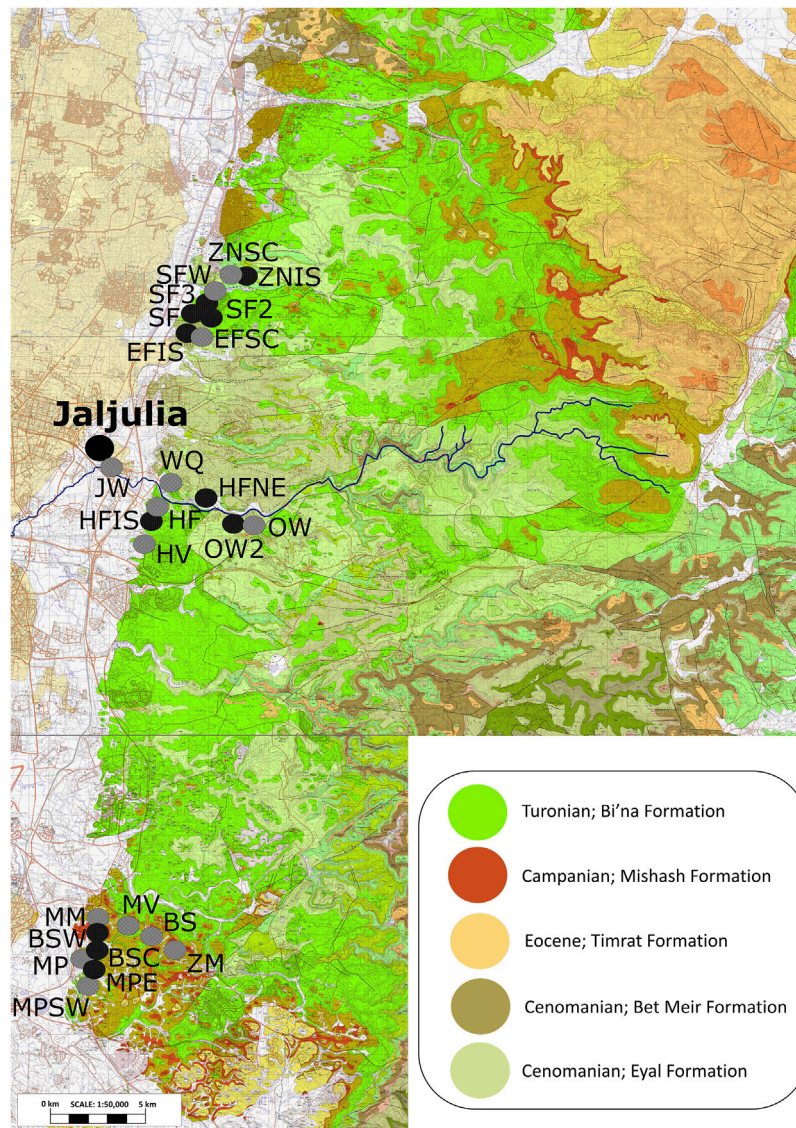 ZNSC
SFW
ZNIS
SF3
SF
SF2
EFIS
EFSC
Jaljulia
JW
WQ
HFNE
HFIS
HF
OW2
OW
HV
MM
MV
BS
BSW
MP
BSC
ZM
MPE
MPSW
Turonian; Bi’na Formation
Campanian; Mishash Formation
Eocene; Timrat Formation
Cenomanian; Bet Meir Formation
Cenomanian; Eyal Formation
0 km SCALE: 1:50,000 5 km